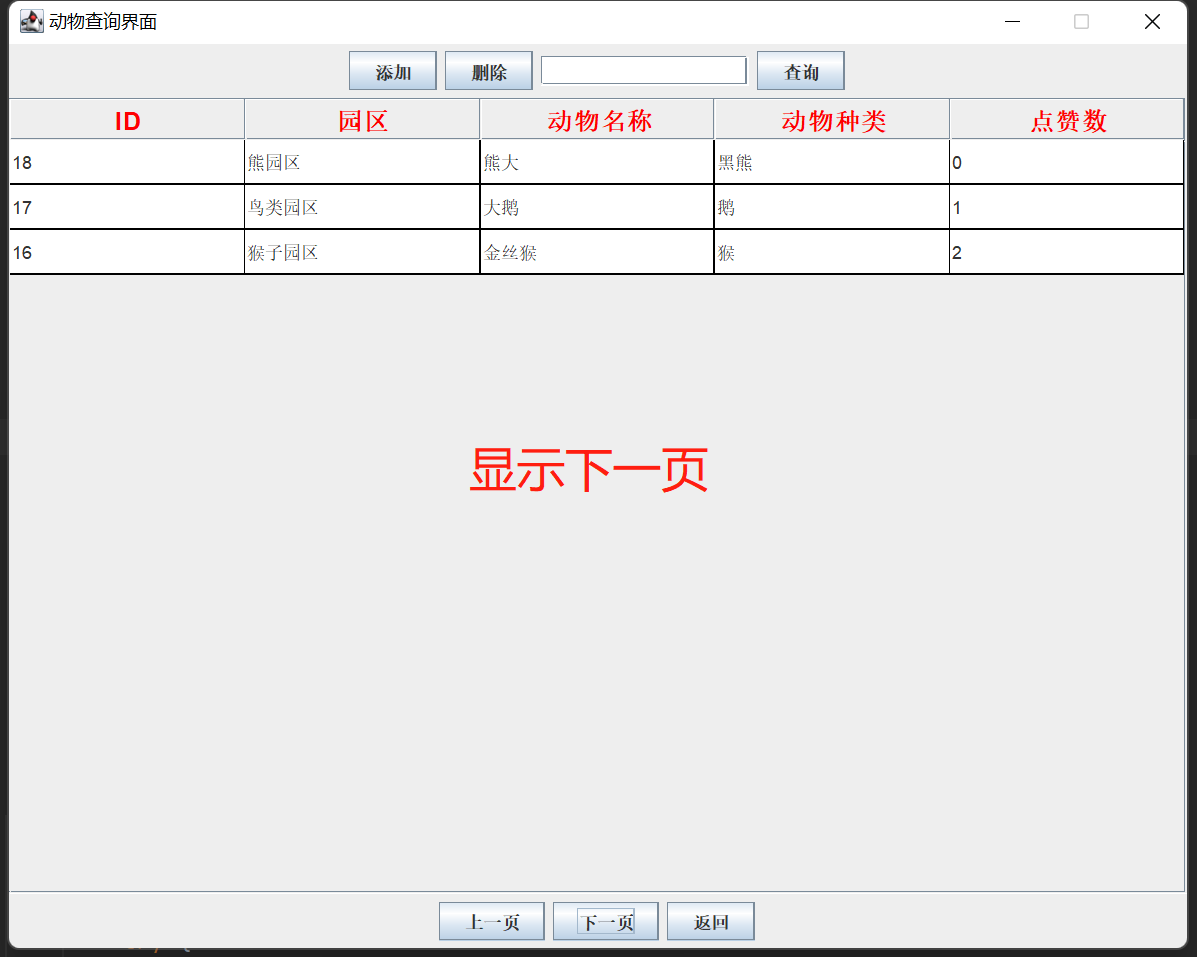 动物查询界面
添加 删除 查询
ID 园区 动物名称 动物种类 点赞数
18 熊园区 熊大 黑熊 0
17 鸟类园区 大鹅 鹅 1
16 猴子园区 金丝猴 猴 2
显示下一页
上一页 下一页 返回